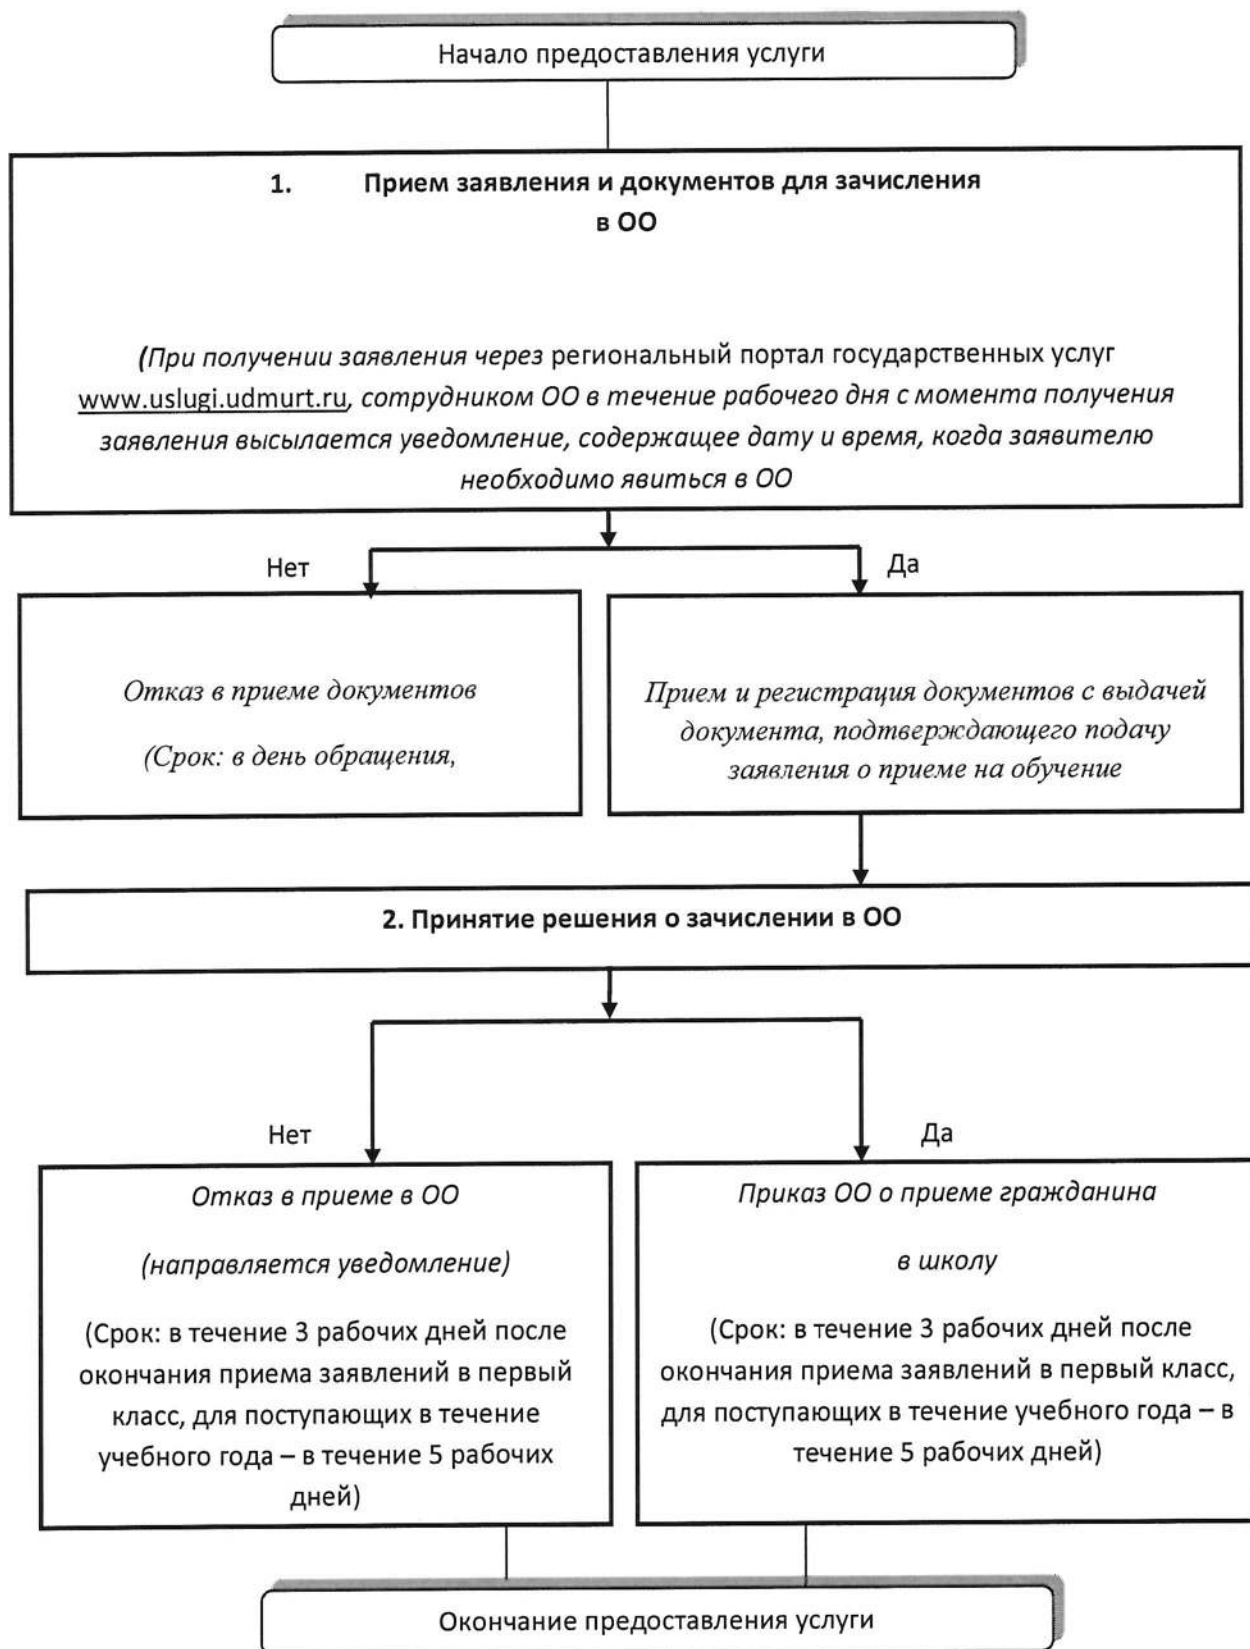 Начало предоставления услуги
1. Прием заявления и документов для зачисления
в ОО
(При получении заявления через региональный портал государственных услуг
www.uslugi.udmurt.ru, сотрудником ОО в течение рабочего дня с момента получения
заявления высылается уведомление, содержащее дату и время, когда заявителю
необходимо явиться в ОО
Нет
Да
Отказ в приеме документов
(Срок: в день обращения,
Прием и регистрация документов с выдачей
документа, подтверждающего подачу
заявления о приеме на обучение
2. Принятие решения о зачислении в ОО
Нет
Да
Отказ в приеме в ОО
(направляется уведомление)
(Срок: в течение 3 рабочих дней после
окончания приема заявлений в первый
класс, для поступающих в течение
учебного года – в течение 5 рабочих
дней)
Приказ ОО о приеме гражданина
в школу
(Срок: в течение 3 рабочих дней после
окончания приема заявлений в первый класс,
для поступающих в течение учебного года – в
течение 5 рабочих дней)
Окончание предоставления услуги